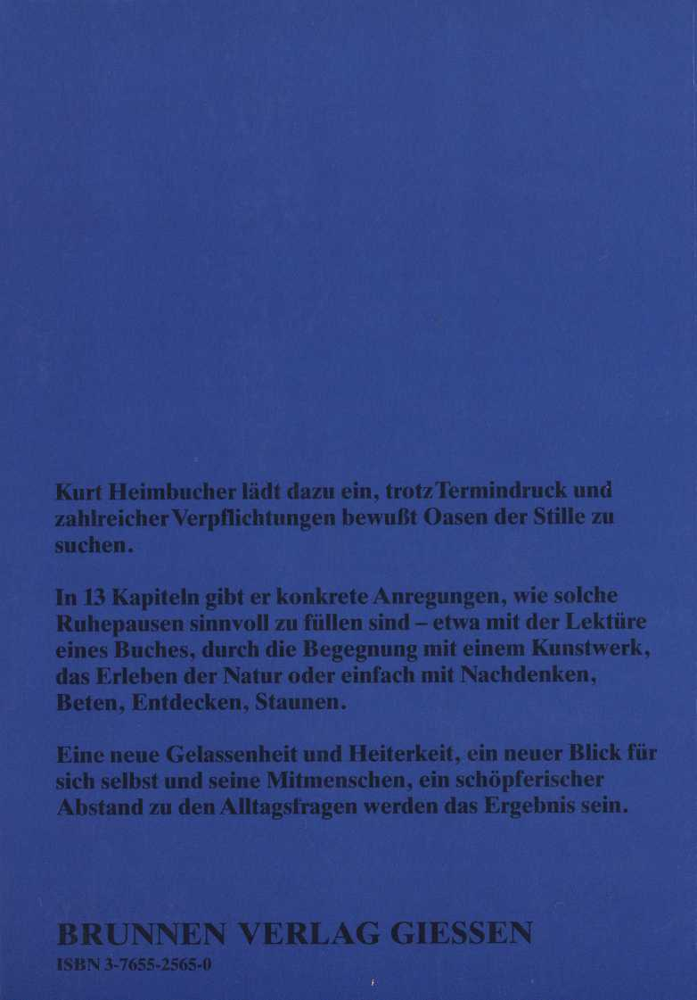 Kurt Heimbucher lädt dazu ein, trotz Termindruck und
zahlreicher Verpflichtungen bewußt Oasen der Stille zu
suchen.
In 13 Kapiteln gibt er konkrete Anregungen, wie solche
Ruhepausen sinnvoll zu füllen sind – etwa mit der Lektüre
eines Buches, durch die Begegnung mit einem Kunstwerk,
das Erleben der Natur oder einfach mit Nachdenken,
Beten, Entdecken, Staunen.
Eine neue Gelassenheit und Heiterkeit, ein neuer Blick für
sich selbst und seine Mitmenschen, ein schöpferischer
Abstand zu den Alltagsfragen werden das Ergebnis sein.
BRUNNEN VERLAG GIESSEN
ISBN 3-7655-2565-0